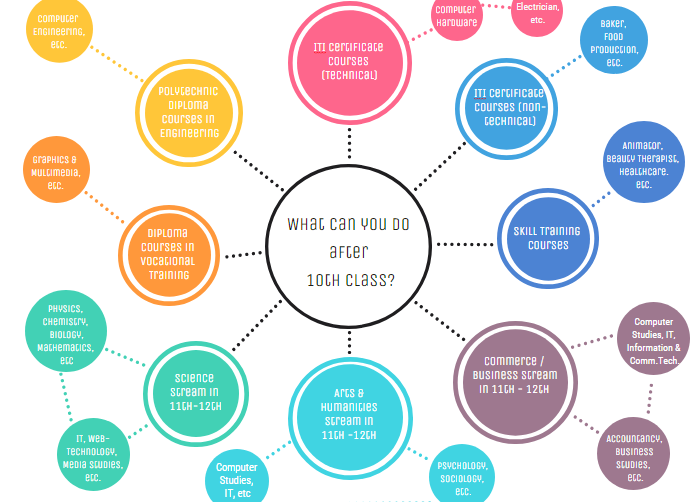 What can you do
after
10th class?
ITI Certificate
Courses
(Technical)
Computer
Hardware
Electrician,
etc.
ITI Certificate
Courses (non-
technical)
Baker,
Food
Production,
etc.
Skill Training
Courses
Animator,
Beauty Therapist,
Healthcare.
etc.
Commerce /
Business Stream
in 11th - 12th
Computer
Studies, IT,
Information &
Comm.Tech.
Accountancy,
Business
Studies,
etc.
Arts &
Humanities
Stream in
11th -12th
Psychology,
Sociology,
etc.
Computer
Studies,
IT, etc
Science
Stream in
11th-12th
IT, Web-
Technology,
Media Studies,
etc.
Physics,
Chemistry,
Biology,
Mathematics,
etc
Diploma
Courses in
Vocational
Training
Graphics &
Multimedia,
etc.
Polytechnic
Diploma
Courses in
Engineering
Computer
Engineering,
etc.